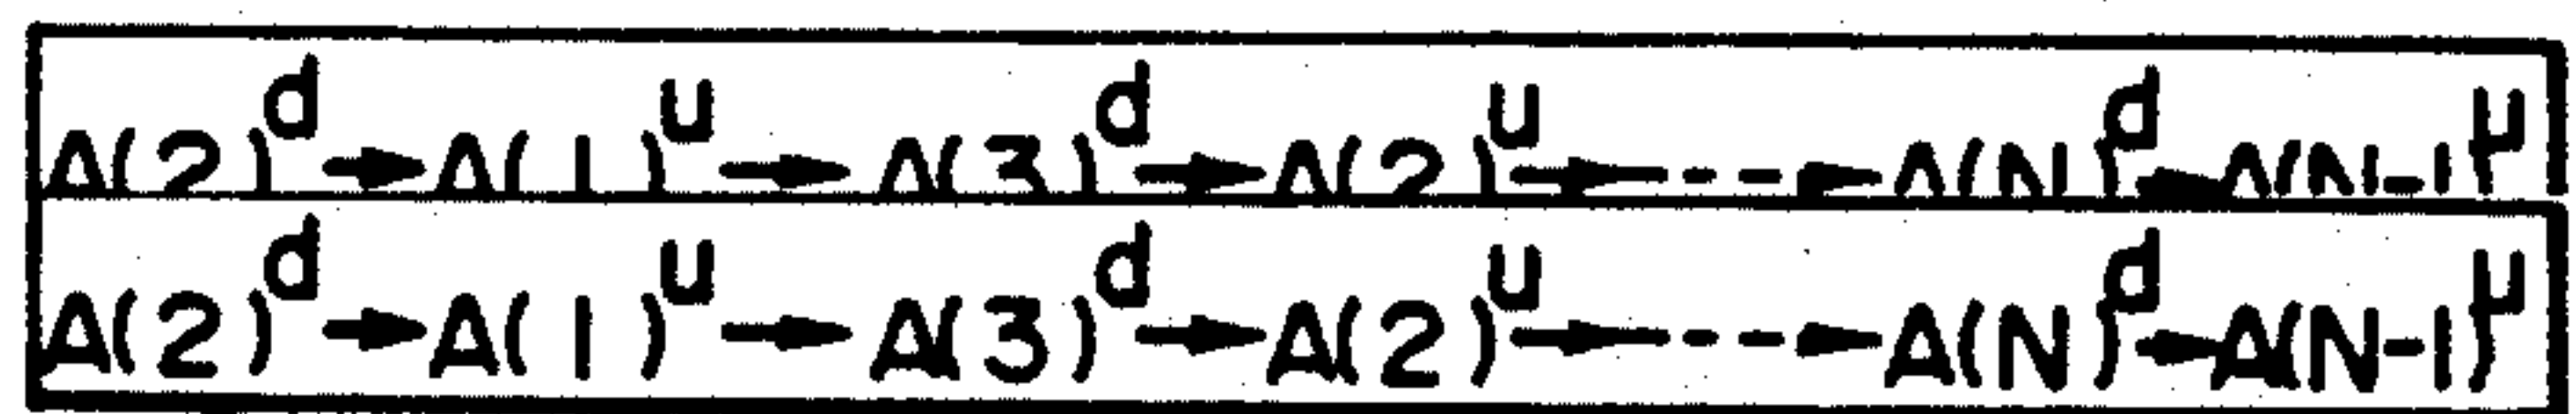 A(2)ᵈ → A(1)ᵘ → A(3)ᵈ → A(2)ᵘ → - - → A(N)ᵈ → A(N-1)ᵘ
A(2)ᵈ → A(1)ᵘ → A(3)ᵈ → A(2)ᵘ → - - → A(N)ᵈ → A(N-1)ᵘ